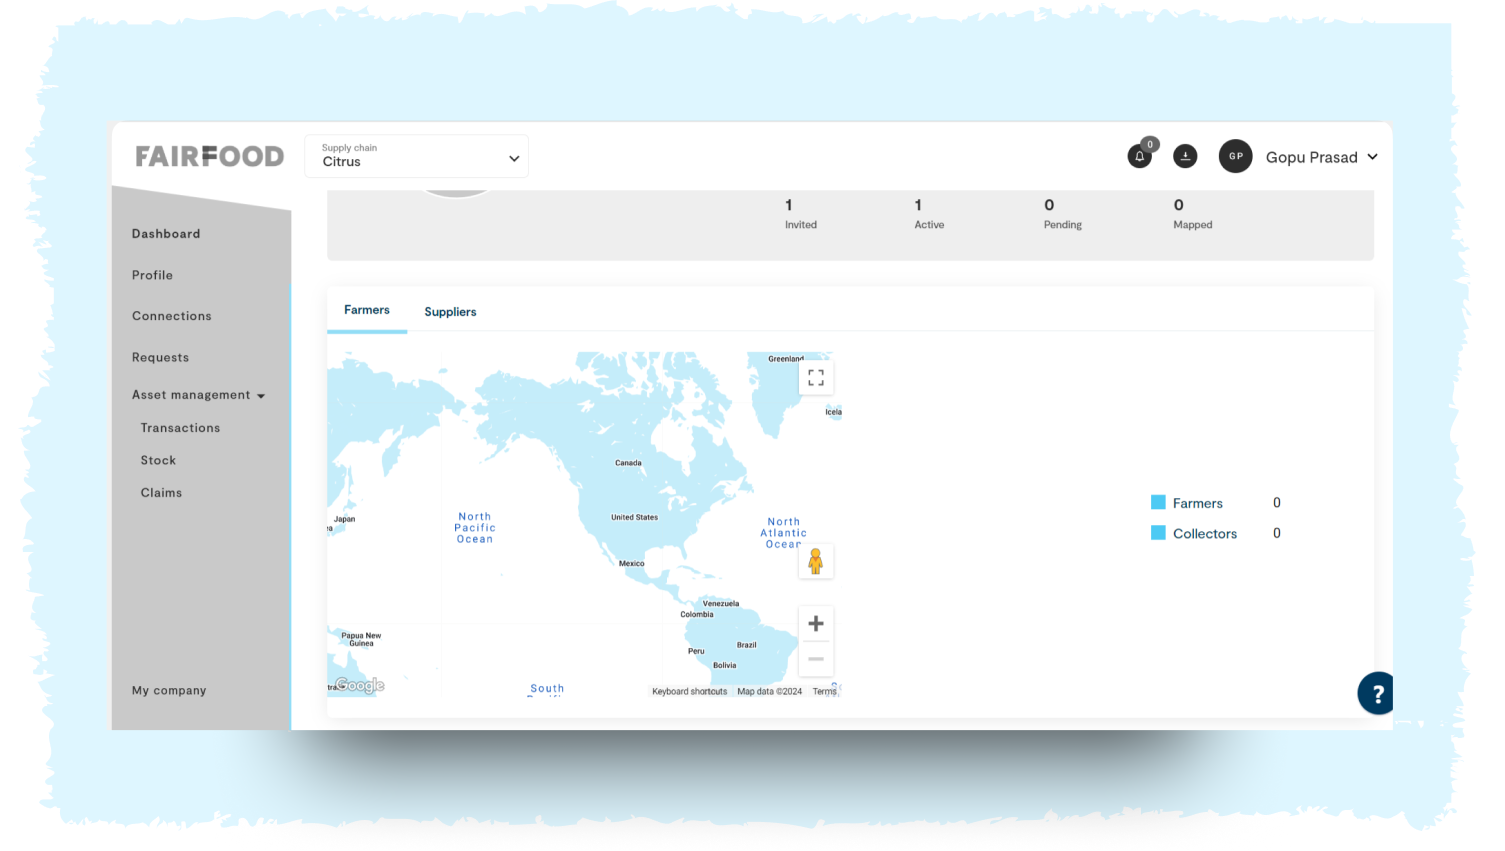 FAIRFOOD
Supply chain
Citrus
0
GP
Gopu Prasad
Dashboard
Profile
Connections
Requests
Asset management
Transactions
Stock
Claims
My company
1
Invited
1
Active
0
Pending
0
Mapped
Farmers
Suppliers
Greenland
Icela
Canada
Japan
North
Pacific
Ocean
United States
North
Atlantic
Ocean
Mexico
Venezuela
Colombia
Papua New
Guinea
Peru
Brazil
Bolivia
Google
South
Keyboard shortcuts
Map data ©2024
Terms
Farmers 0
Collectors 0
?